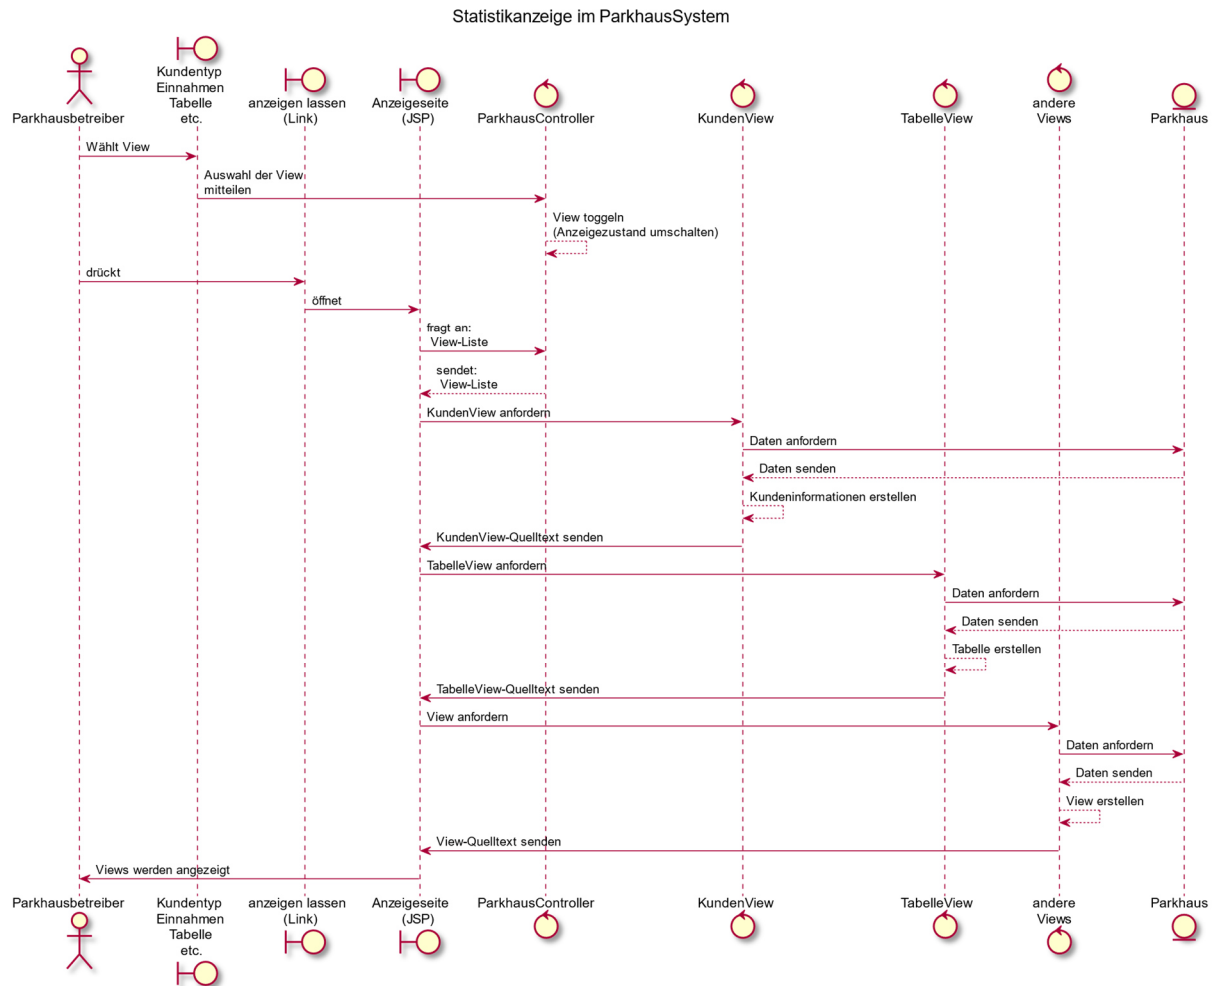 Statistikanzeige im ParkhausSystem
Parkhausbetreiber
Kundentyp
Einnahmen
Tabelle
etc.
anzeigen lassen
(Link)
Anzeigeseite
(JSP)
ParkhausController
KundenView
TabelleView
andere
Views
Parkhaus
Wählt View
Auswahl der View
mitteilen
View toggeln
(Anzeigezustand umschalten)
drückt
öffnet
fragt an:
View-Liste
sendet:
View-Liste
KundenView anfordern
Daten anfordern
Daten senden
Kundeninformationen erstellen
KundenView-Quelltext senden
TabelleView anfordern
Daten anfordern
Daten senden
Tabelle erstellen
TabelleView-Quelltext senden
View anfordern
Daten anfordern
Daten senden
View erstellen
View-Quelltext senden
Views werden angezeigt
Parkhausbetreiber
Kundentyp
Einnahmen
Tabelle
etc.
anzeigen lassen
(Link)
Anzeigeseite
(JSP)
ParkhausController
KundenView
TabelleView
andere
Views
Parkhaus